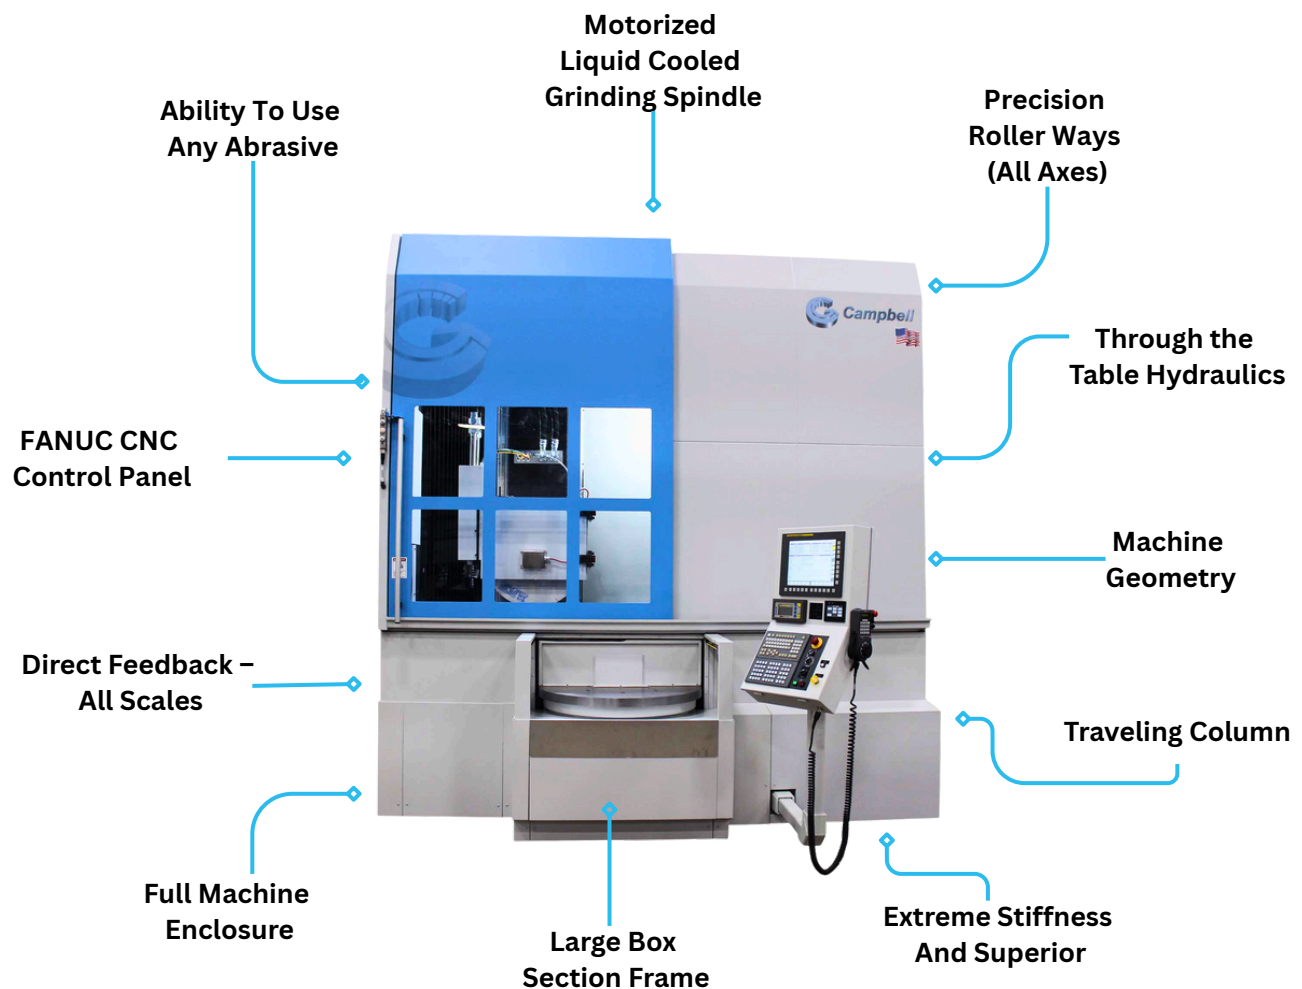 Motorized
Liquid Cooled
Grinding Spindle
Ability To Use
Any Abrasive
Precision
Roller Ways
(All Axes)
Campbell
Through the
Table Hydraulics
FANUC CNC
Control Panel
Machine
Geometry
Direct Feedback –
All Scales
Traveling Column
Full Machine
Enclosure
Extreme Stiffness
And Superior
Large Box
Section Frame